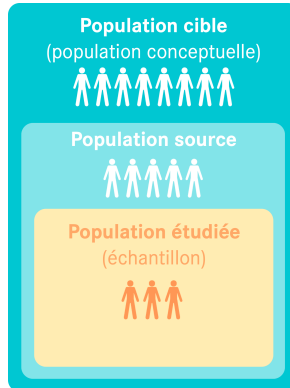 Population cible
(population conceptuelle)
Population source
Population étudiée
(échantillon)